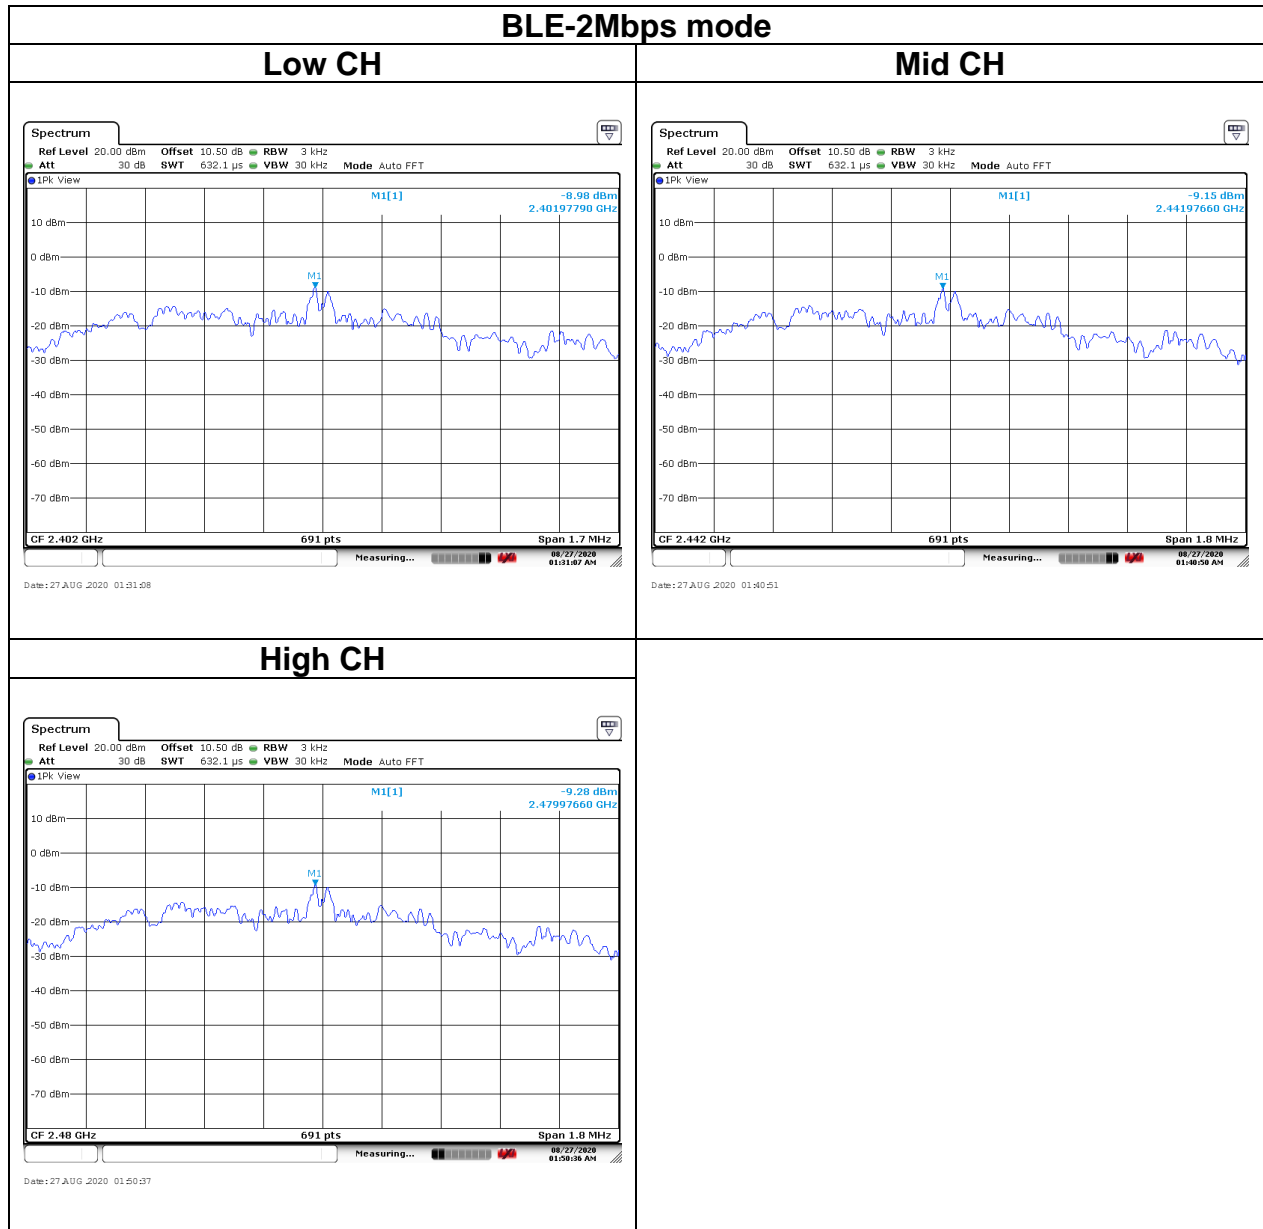 BLE-2Mbps mode
Low CH
Mid CH
Spectrum
Ref Level 20.00 dBm Offset 10.50 dB RBW 3 kHz
Att 30 dB SWT 632.1 µs VBW 30 kHz Mode Auto FFT
1Pk View
M1[1] -8.98 dBm
2.40197790 GHz
10 dBm
0 dBm
M1
-10 dBm
-20 dBm
-30 dBm
-40 dBm
-50 dBm
-60 dBm
-70 dBm
CF 2.402 GHz 691 pts Span 1.7 MHz
Measuring... 08/27/2020
01:31:07 AM
Date: 27.AUG.2020 01:31:08
Spectrum
Ref Level 20.00 dBm Offset 10.50 dB RBW 3 kHz
Att 30 dB SWT 632.1 µs VBW 30 kHz Mode Auto FFT
1Pk View
M1[1] -9.15 dBm
2.44197660 GHz
10 dBm
0 dBm
M1
-10 dBm
-20 dBm
-30 dBm
-40 dBm
-50 dBm
-60 dBm
-70 dBm
CF 2.442 GHz 691 pts Span 1.8 MHz
Measuring... 08/27/2020
01:40:50 AM
Date: 27.AUG.2020 01:40:51
High CH
Spectrum
Ref Level 20.00 dBm Offset 10.50 dB RBW 3 kHz
Att 30 dB SWT 632.1 µs VBW 30 kHz Mode Auto FFT
1Pk View
M1[1] -9.28 dBm
2.47997660 GHz
10 dBm
0 dBm
M1
-10 dBm
-20 dBm
-30 dBm
-40 dBm
-50 dBm
-60 dBm
-70 dBm
CF 2.48 GHz 691 pts Span 1.8 MHz
Measuring... 08/27/2020
01:50:36 AM
Date: 27.AUG.2020 01:50:37